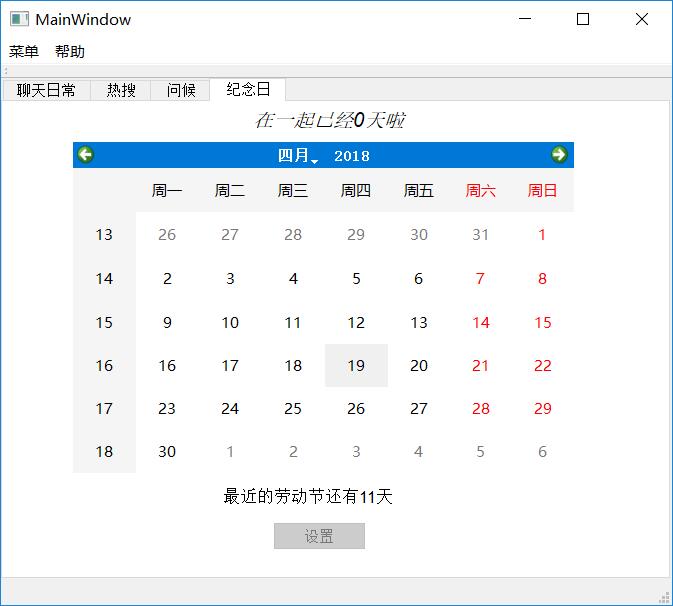 MainWindow
菜单 帮助
聊天日常 热搜 问候 纪念日
在一起已经0天啦
四月 2018
周一 周二 周三 周四 周五 周六 周日
13 26 27 28 29 30 31 1
14 2 3 4 5 6 7 8
15 9 10 11 12 13 14 15
16 16 17 18 19 20 21 22
17 23 24 25 26 27 28 29
18 30 1 2 3 4 5 6
最近的劳动节还有11天
设置